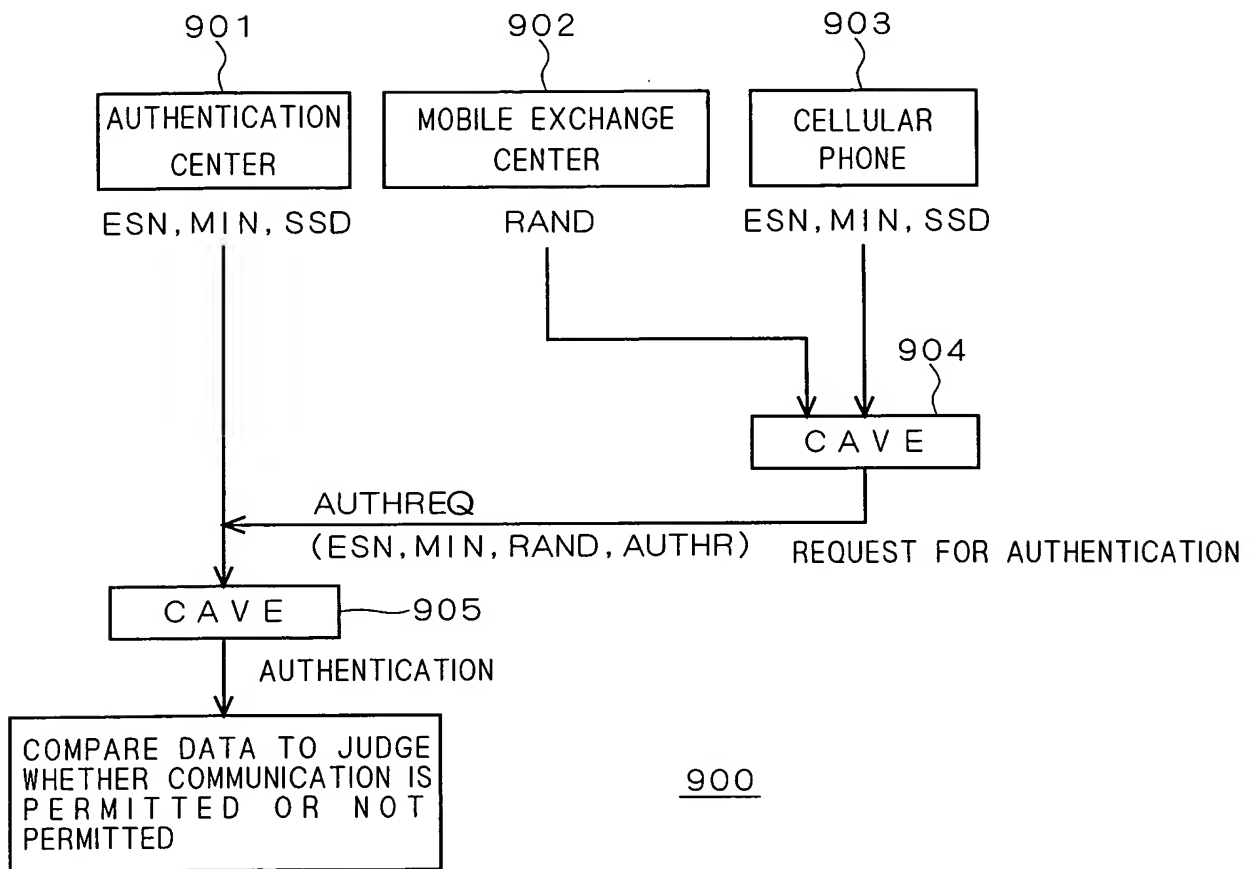 901
902
903
AUTHENTICATION
CENTER
MOBILE EXCHANGE
CENTER
CELLULAR
PHONE
ESN, MIN, SSD
RAND
ESN, MIN, SSD
904
CAVE
AUTHREQ
(ESN, MIN, RAND, AUTHR)
REQUEST FOR AUTHENTICATION
CAVE
905
AUTHENTICATION
COMPARE DATA TO JUDGE
WHETHER COMMUNICATION IS
PERMITTED OR NOT
PERMITTED
900